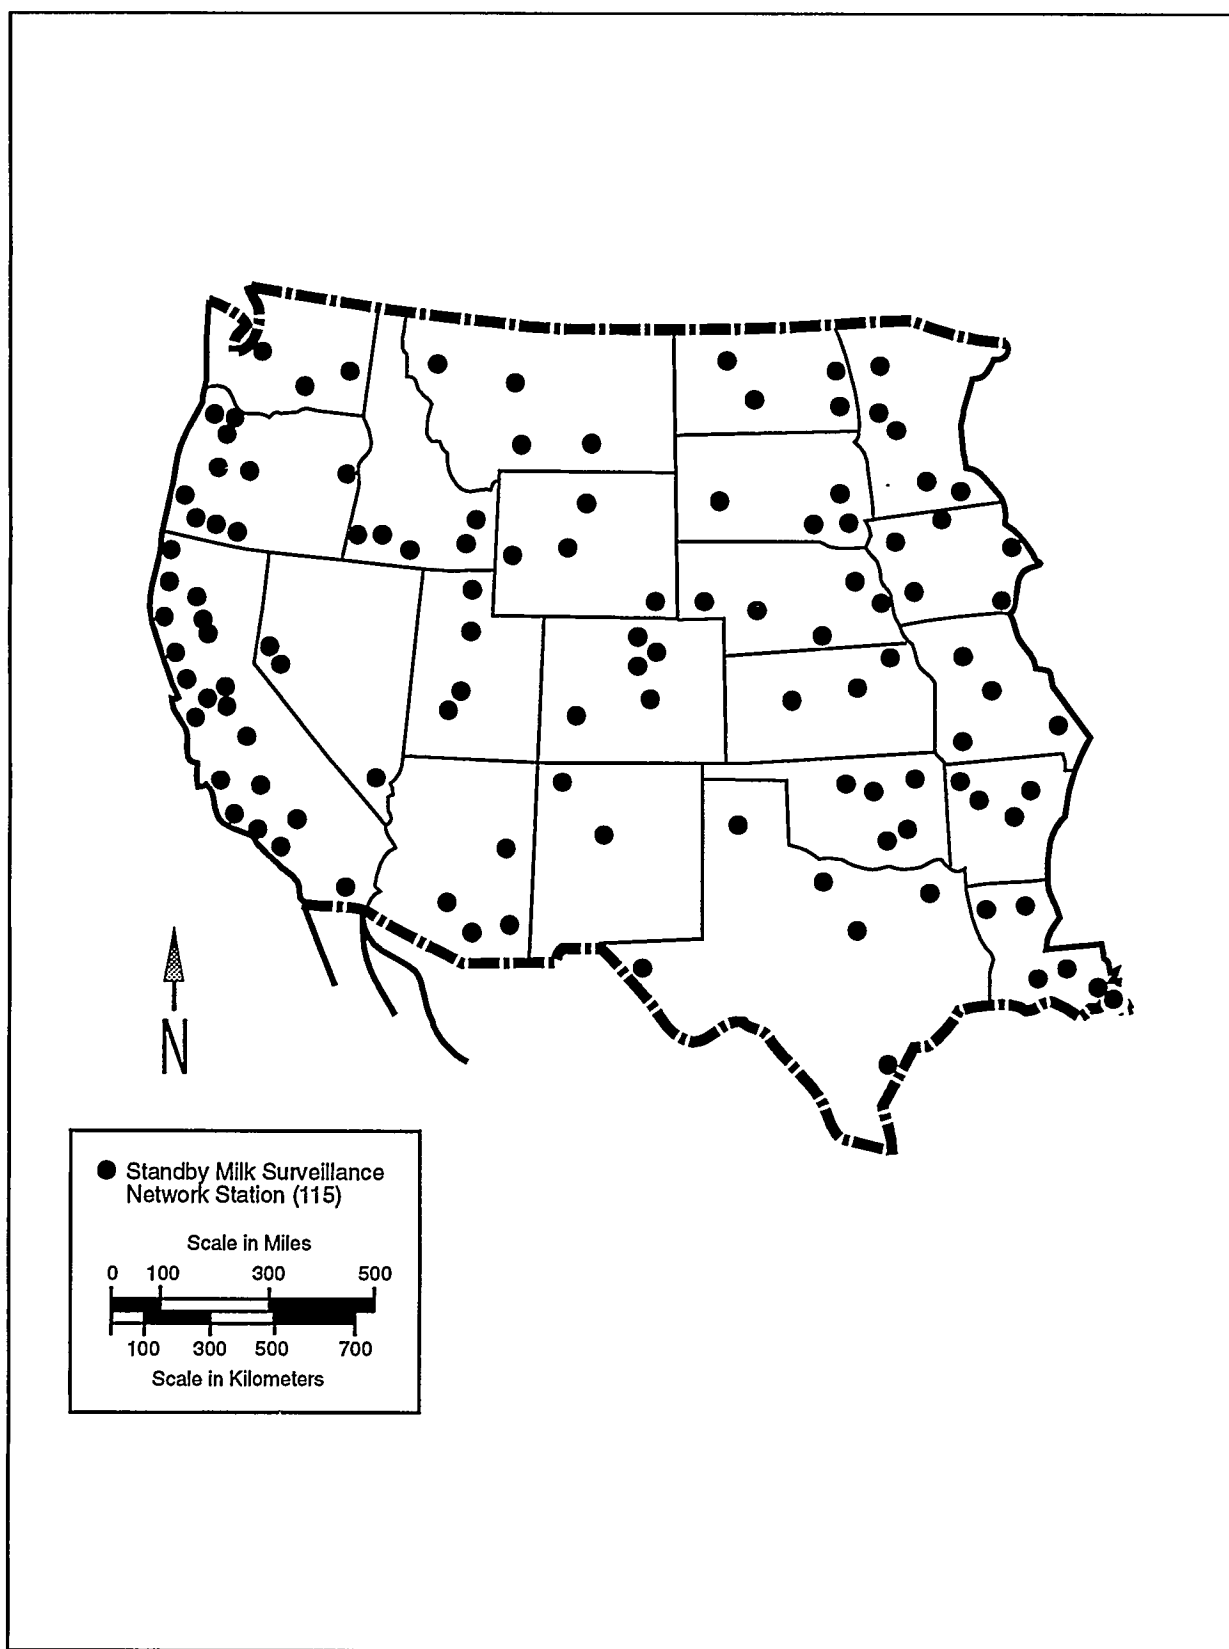 N
Standby Milk Surveillance
Network Station (115)
Scale in Miles
0 100 300 500
100 300 500 700
Scale in Kilometers